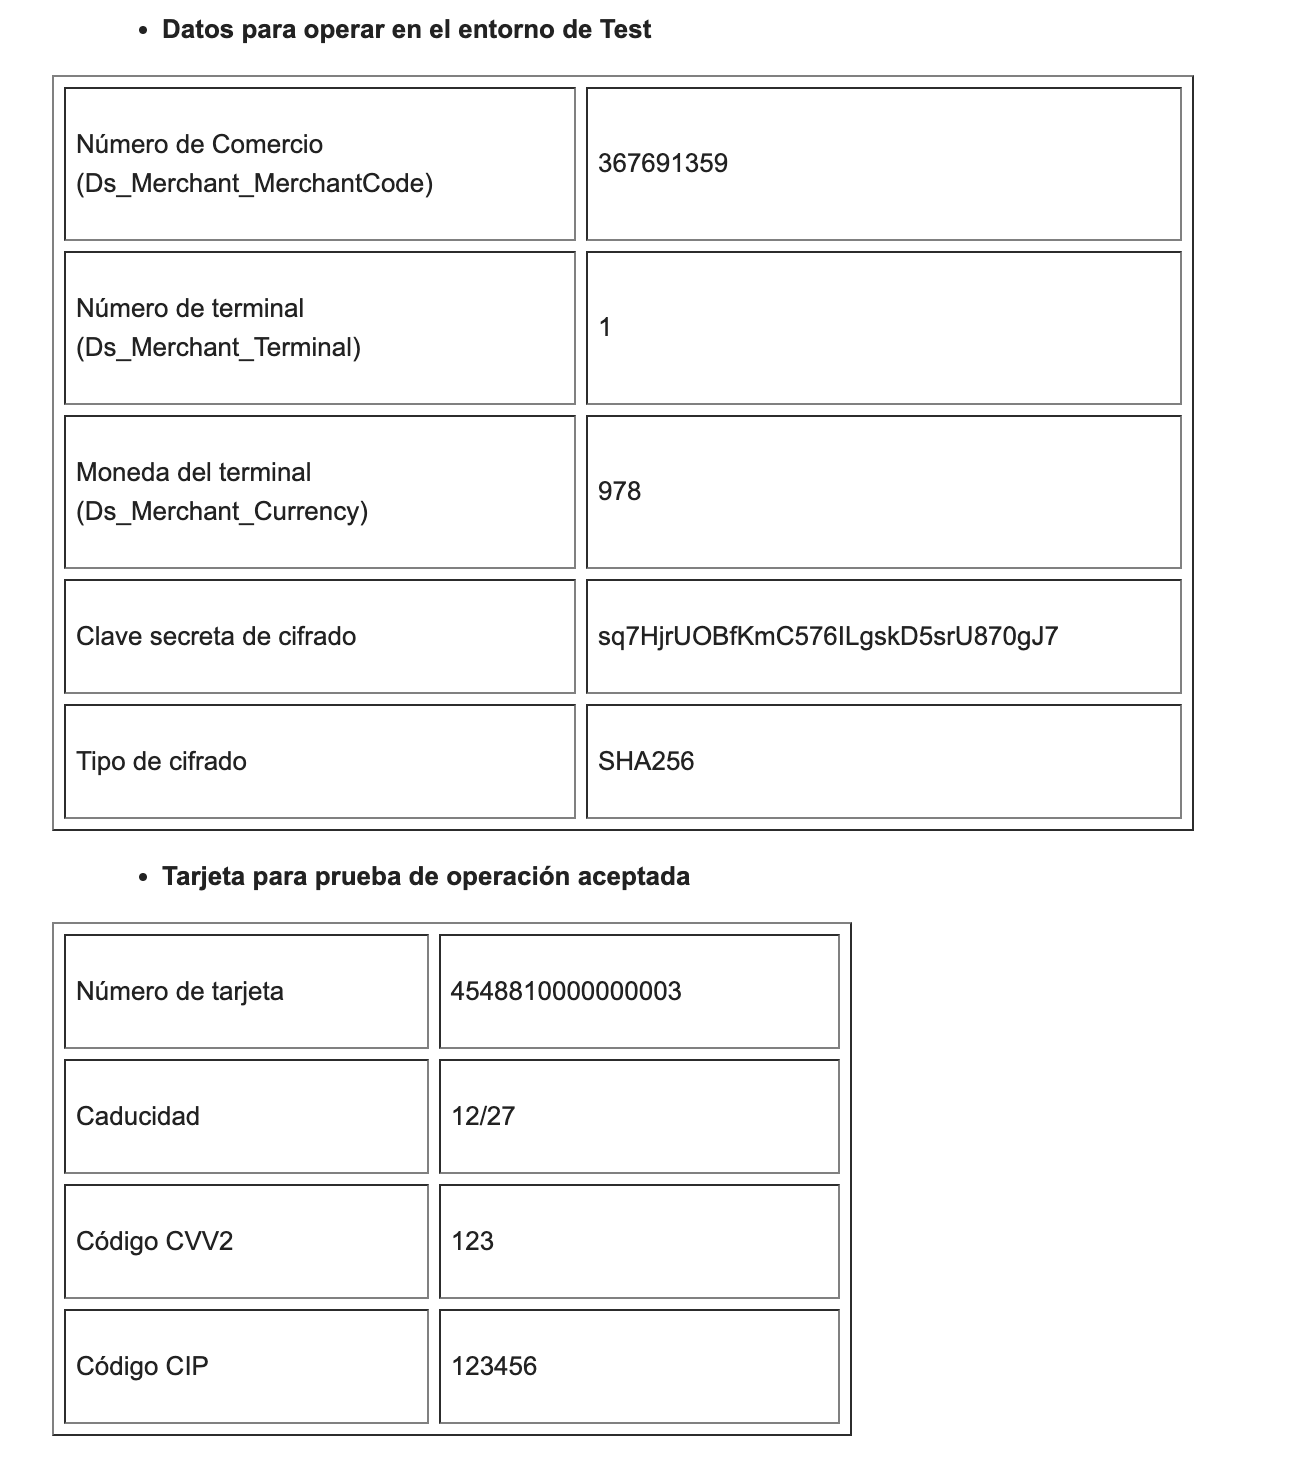 • Datos para operar en el entorno de Test
Número de Comercio
(Ds_Merchant_MerchantCode)
367691359
Número de terminal
(Ds_Merchant_Terminal)
1
Moneda del terminal
(Ds_Merchant_Currency)
978
Clave secreta de cifrado
sq7HjrUOBfKmC576ILgskD5srU870gJ7
Tipo de cifrado
SHA256
• Tarjeta para prueba de operación aceptada
Número de tarjeta
4548810000000003
Caducidad
12/27
Código CVV2
123
Código CIP
123456